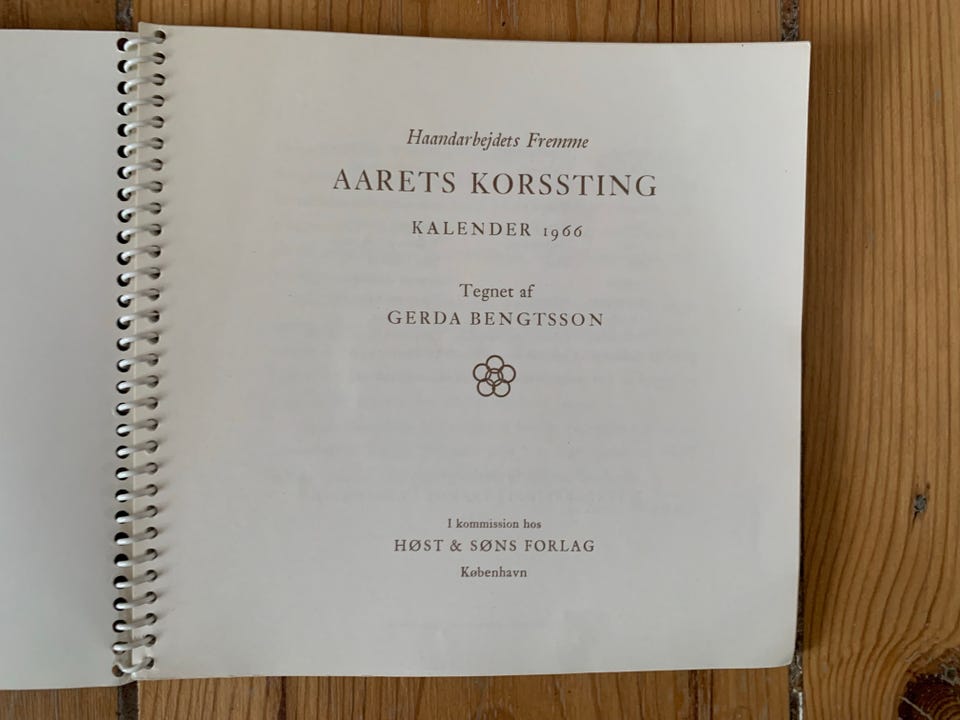 Haandarbejdets Fremme
AARETS KORSSTING
KALENDER 1966
Tegnet af
GERDA BENGTSSON
I kommission hos
HØST & SØNS FORLAG
København